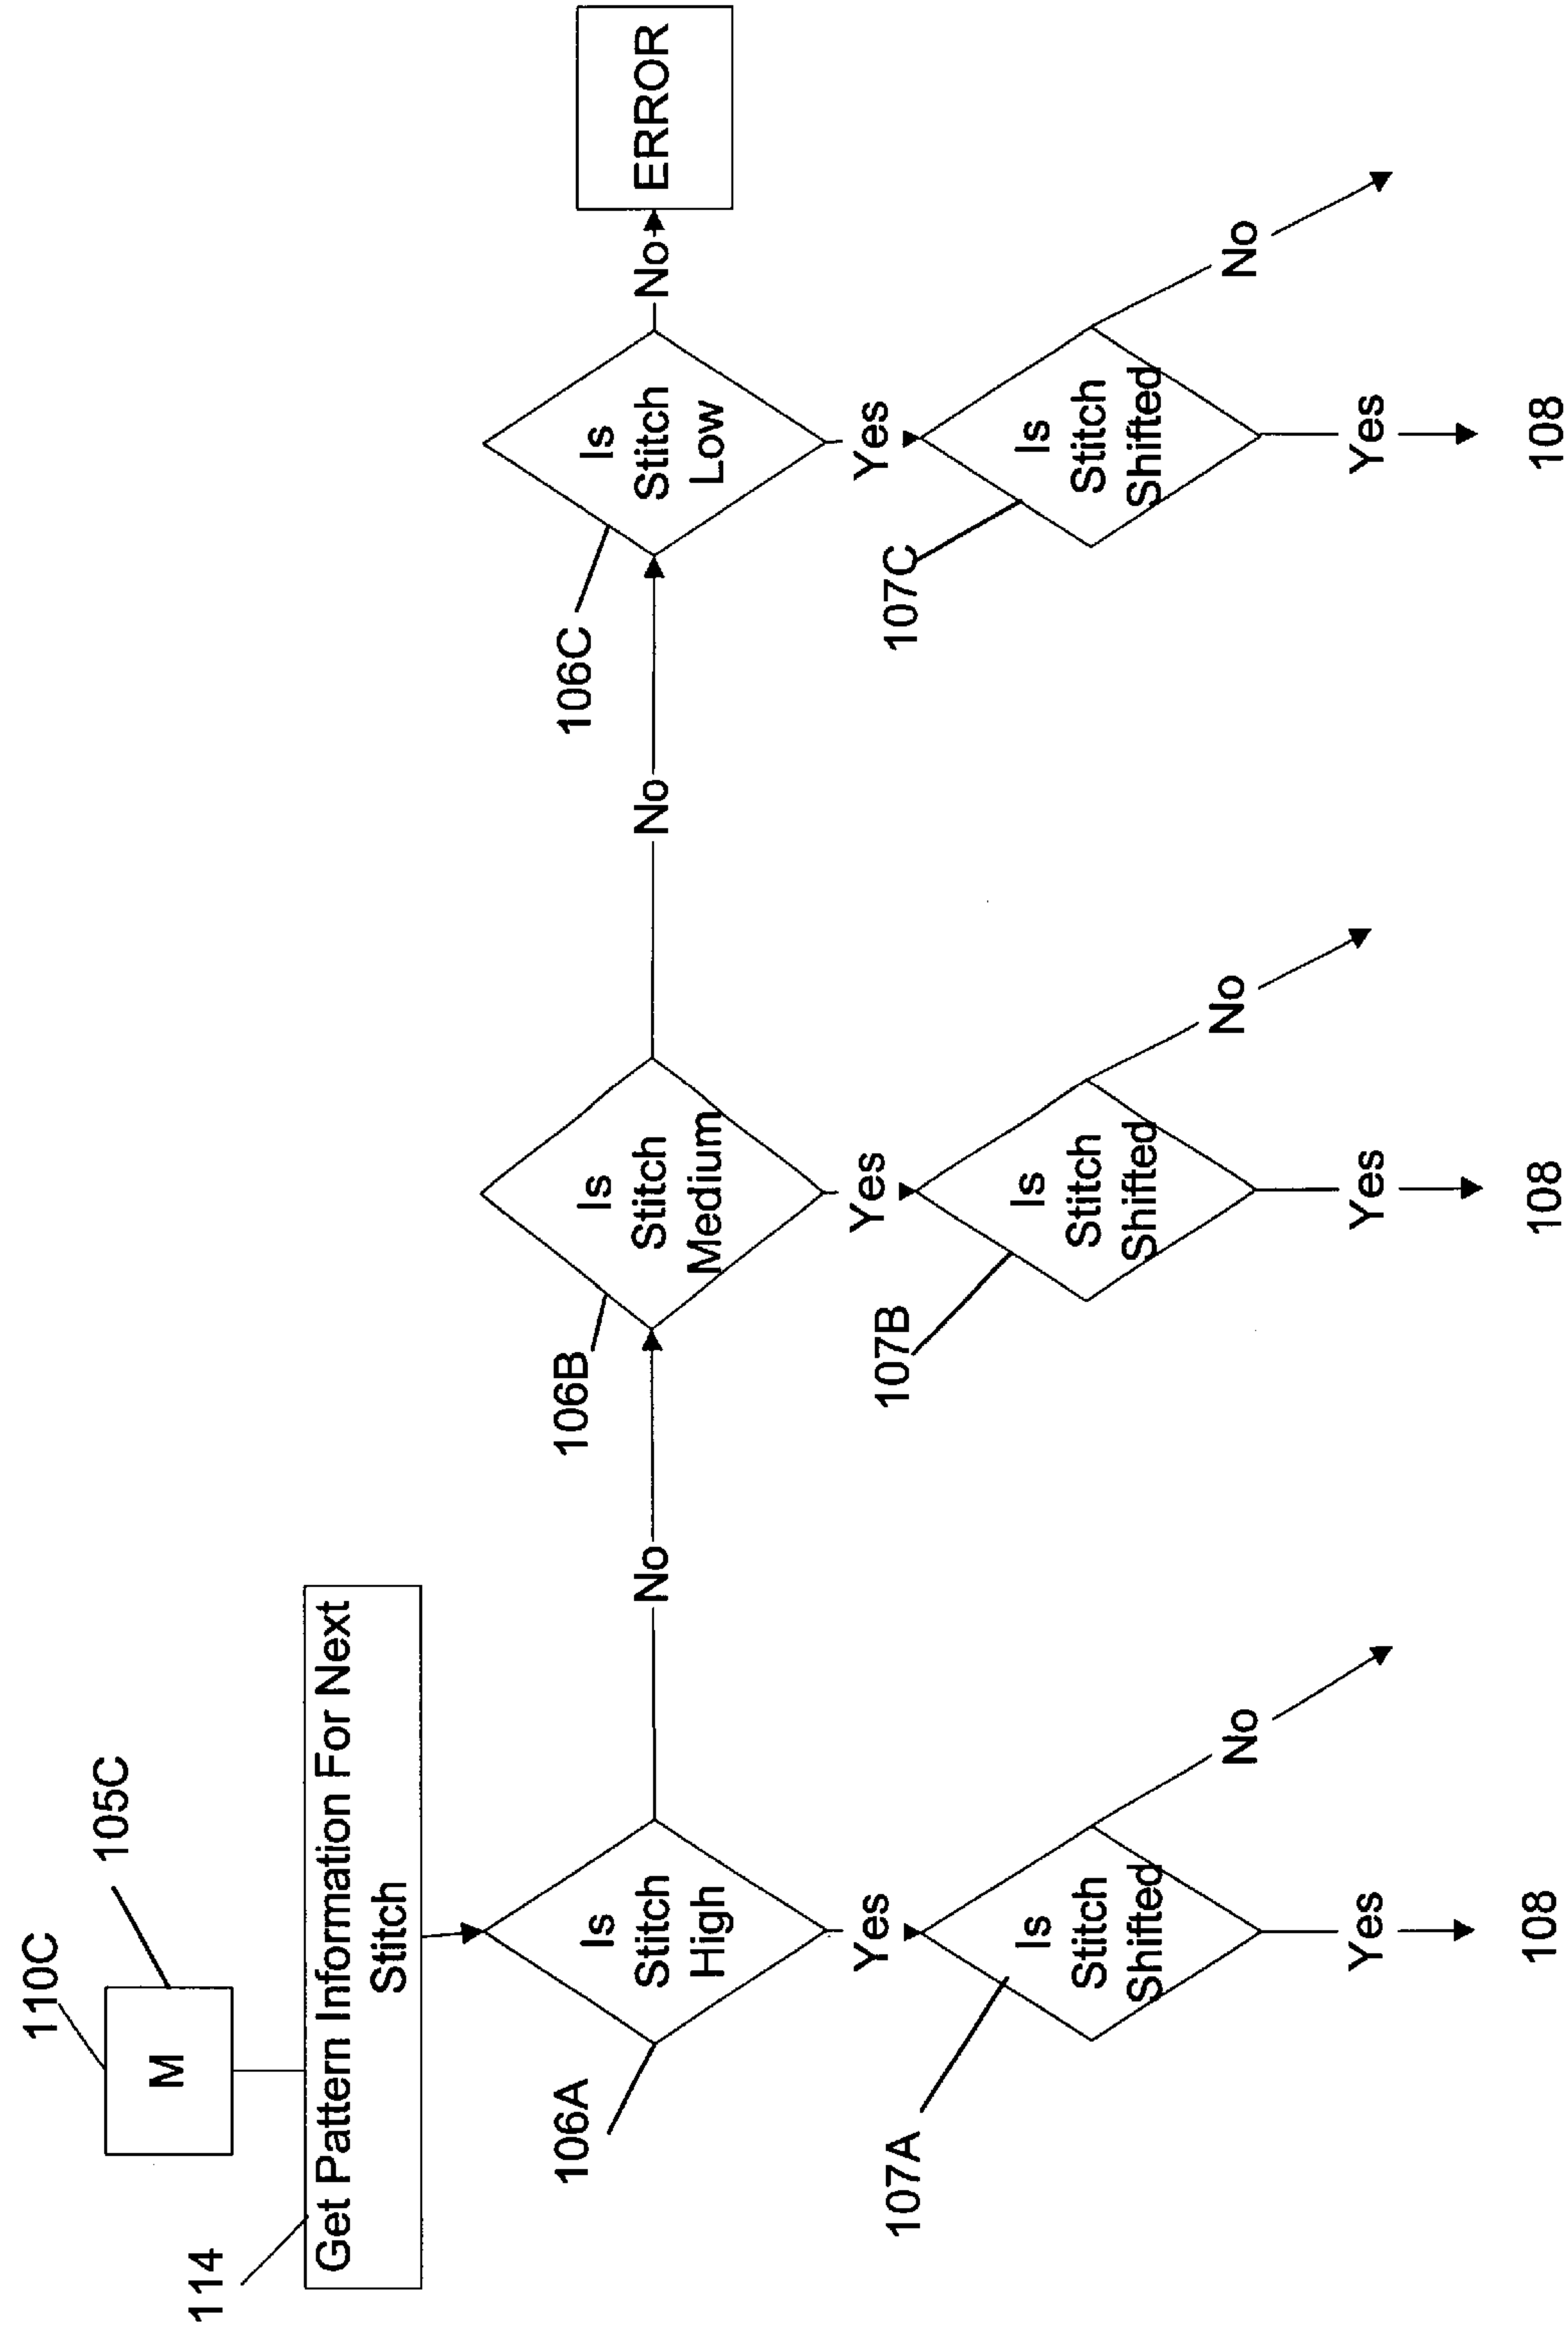 110C
105C
M
114
Get Pattern Information For Next
Stitch
106A
Is
Stitch
High
No
106B
Is
Stitch
Medium
No
106C
Is
Stitch
Low
No
ERROR
Yes
Yes
Yes
107A
Is
Stitch
Shifted
No
107B
Is
Stitch
Shifted
No
107C
Is
Stitch
Shifted
No
Yes
Yes
Yes
108
108
108